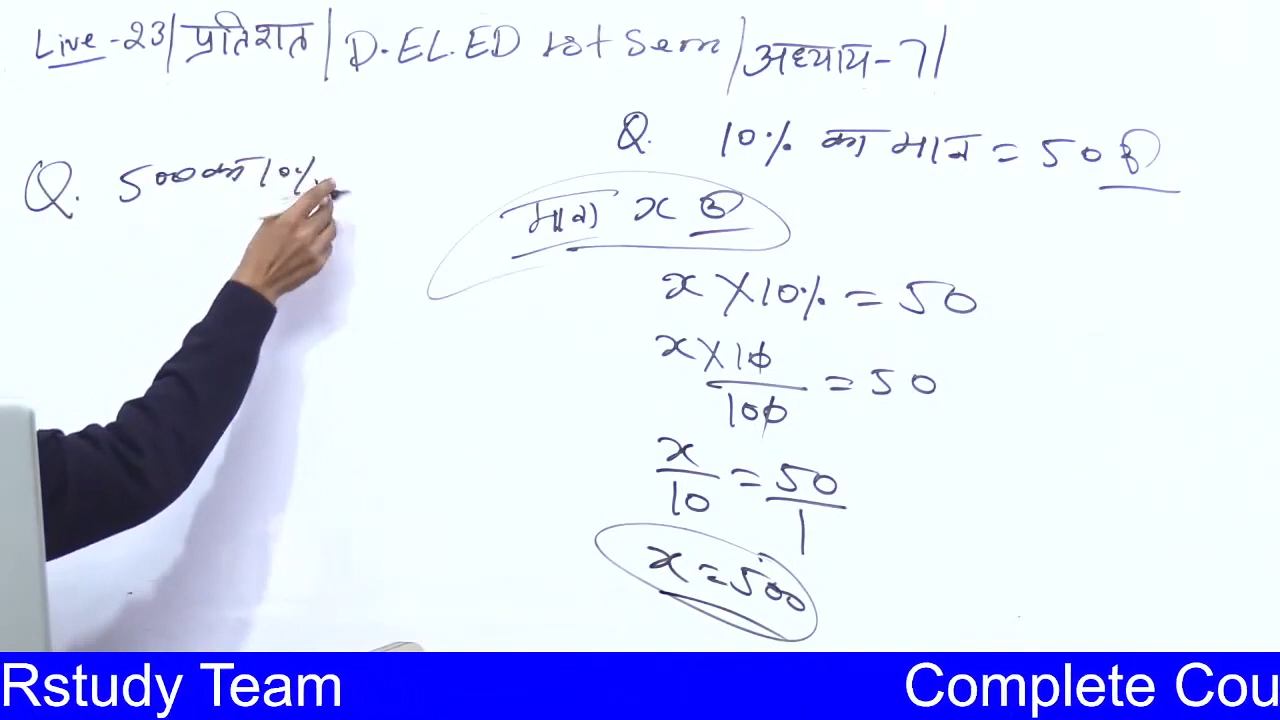 Live-23|प्रतिशत|D.EL.ED 1st Sem|अध्याय-7|
Q. 500 का 10%
Q. 10% का मान = 50 रु
माना x रु
x × 10% = 50
x × 10 / 100 = 50
x / 10 = 50 / 1
x = 500
Rstudy Team Complete Cou